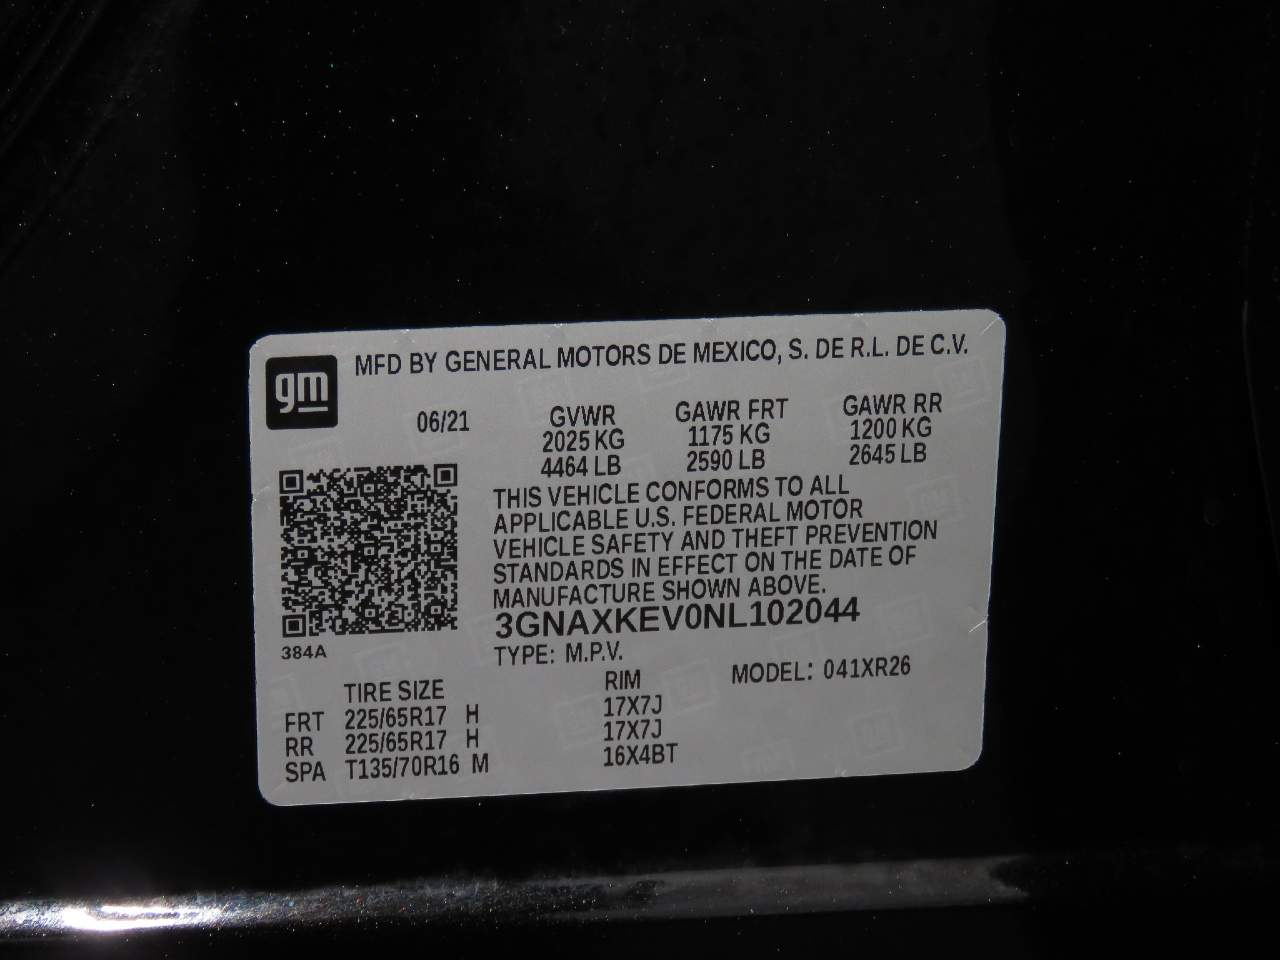 gm
MFD BY GENERAL MOTORS DE MEXICO, S. DE R.L. DE C.V.
06/21
GVWR GAWR FRT GAWR RR
2025 KG 1175 KG 1200 KG
4464 LB 2590 LB 2645 LB
THIS VEHICLE CONFORMS TO ALL
APPLICABLE U.S. FEDERAL MOTOR
VEHICLE SAFETY AND THEFT PREVENTION
STANDARDS IN EFFECT ON THE DATE OF
MANUFACTURE SHOWN ABOVE.
3GNAXKEV0NL102044
384A
TYPE: M.P.V.
MODEL: 041XR26
TIRE SIZE RIM
FRT 225/65R17 H 17X7J
RR 225/65R17 H 17X7J
SPA T135/70R16 M 16X4BT